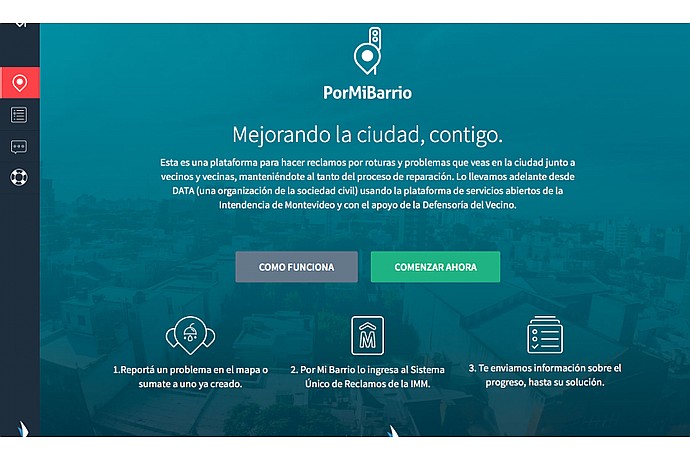 PorMiBarrio
Mejorando la ciudad, contigo.
Esta es una plataforma para hacer reclamos por roturas y problemas que veas en la ciudad junto a
vecinos y vecinas, manteniéndote al tanto del proceso de reparación. Lo llevamos adelante desde
DATA (una organización de la sociedad civil) usando la plataforma de servicios abiertos de la
Intendencia de Montevideo y con el apoyo de la Defensoría del Vecino.
COMO FUNCIONA
COMENZAR AHORA
1.Reportá un problema en el mapa o
sumate a uno ya creado.
2. Por Mi Barrio lo ingresa al Sistema
Único de Reclamos de la IMM.
3. Te enviamos información sobre el
progreso, hasta su solución.